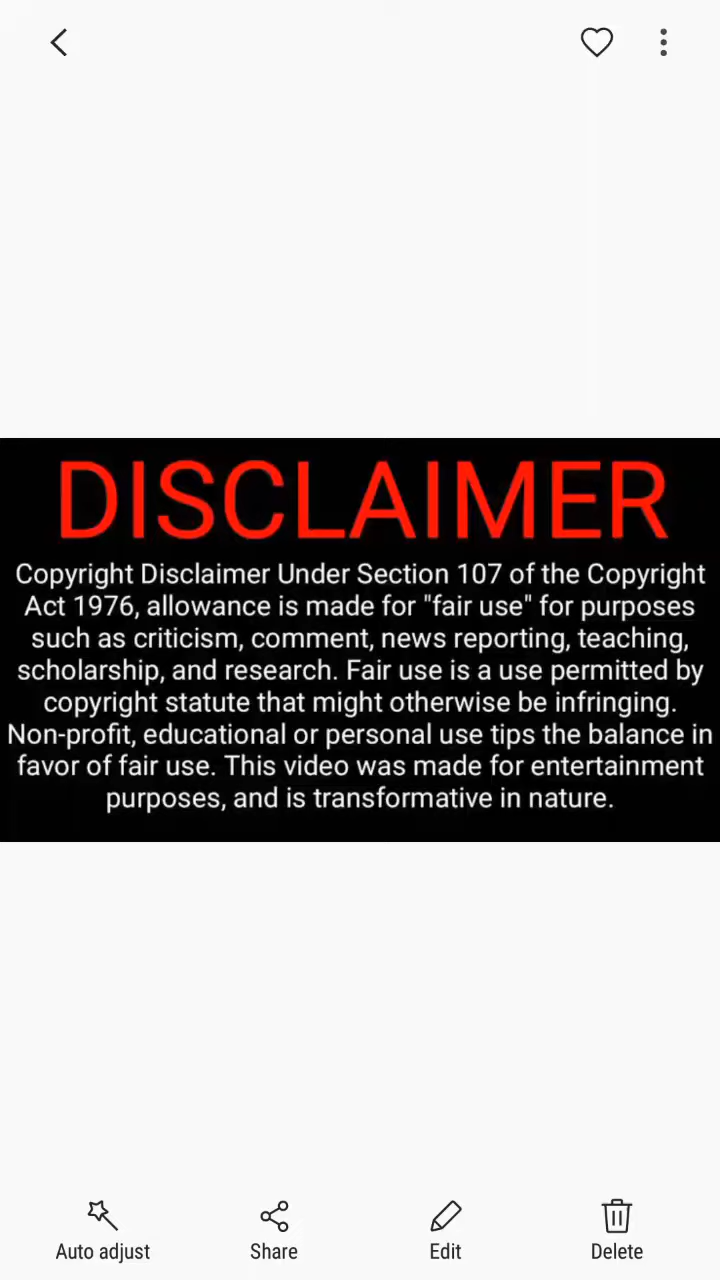 DISCLAIMER
Copyright Disclaimer Under Section 107 of the Copyright
Act 1976, allowance is made for "fair use" for purposes
such as criticism, comment, news reporting, teaching,
scholarship, and research. Fair use is a use permitted by
copyright statute that might otherwise be infringing.
Non-profit, educational or personal use tips the balance in
favor of fair use. This video was made for entertainment
purposes, and is transformative in nature.
Auto adjust Share Edit Delete